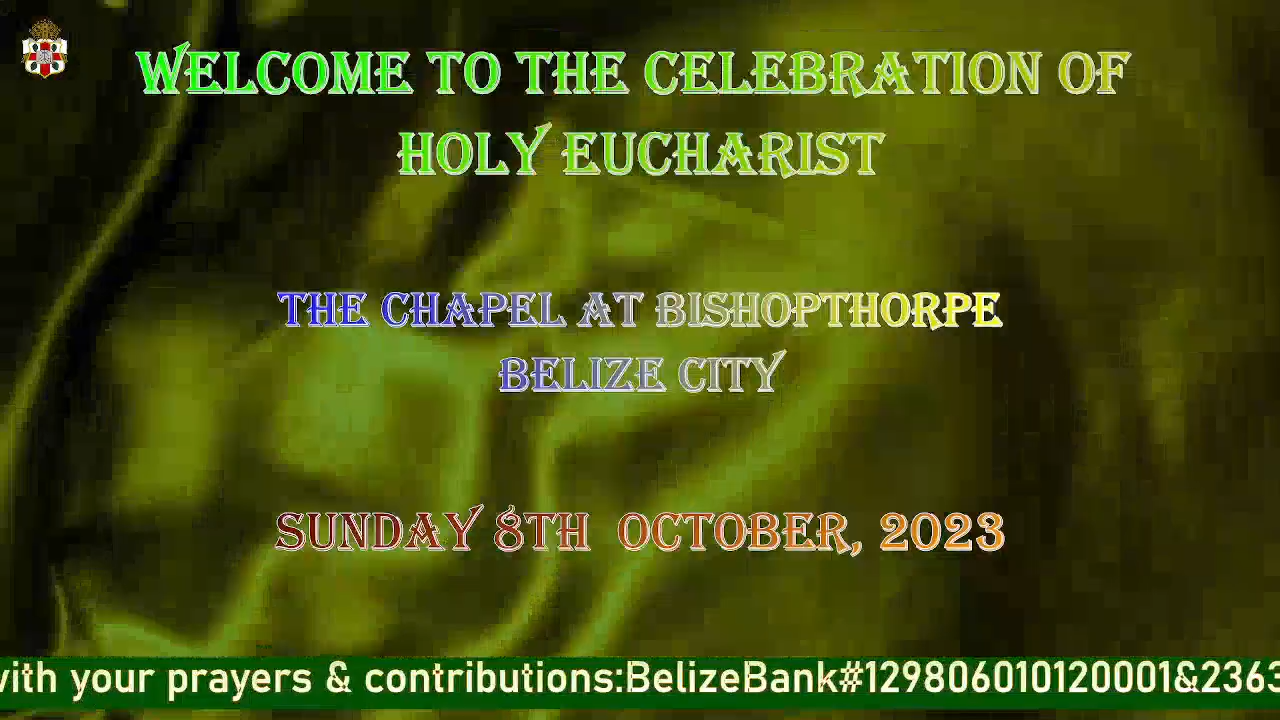 WELCOME TO THE CELEBRATION OF
HOLY EUCHARIST
THE CHAPEL AT BISHOPTHORPE
BELIZE CITY
SUNDAY 8TH OCTOBER, 2023
with your prayers & contributions:BelizeBank#129806010120001&2363